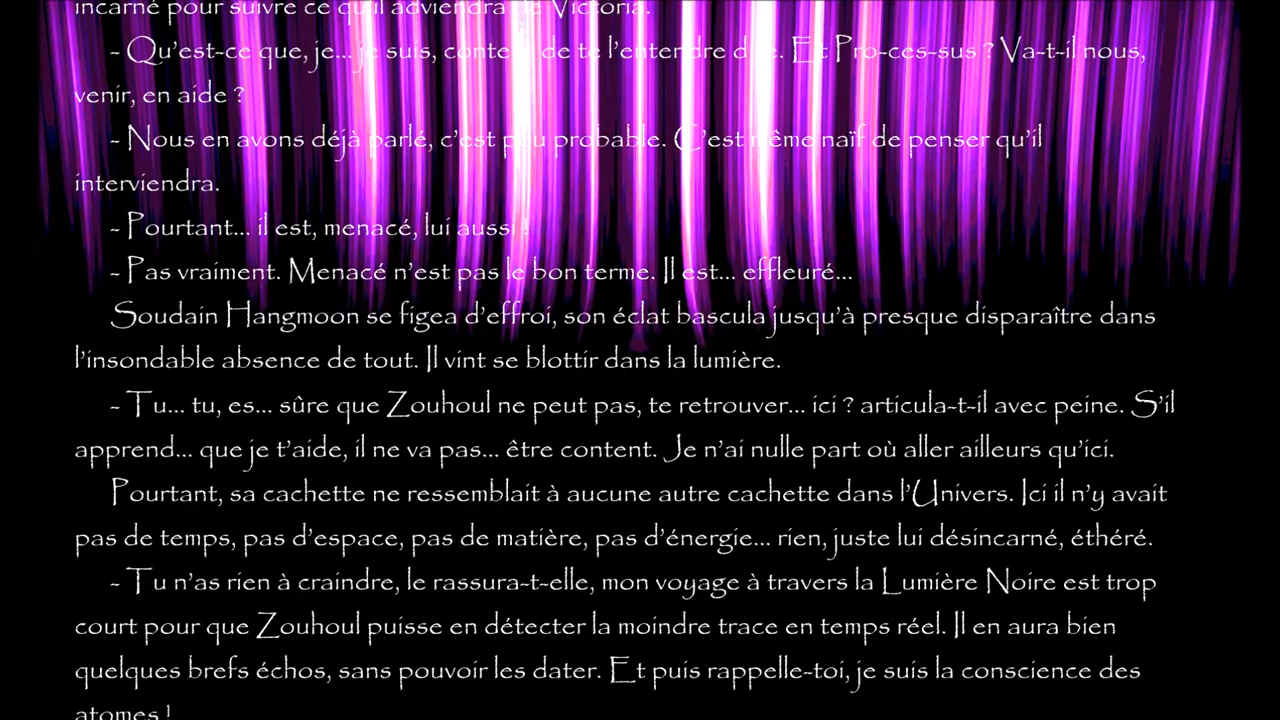 incarné pour suivre ce qu'il adviendra de Victoria.
- Qu'est-ce que, je... je suis, content de te l'entendre dire. Et Pro-ces-sus ? Va-t-il nous,
venir, en aide ?
- Nous en avons déjà parlé, c'est peu probable. C'est même naïf de penser qu'il
interviendra.
- Pourtant... il est, menacé, lui aussi !
- Pas vraiment. Menacé n'est pas le bon terme. Il est... effleuré...
Soudain Hangmoon se figea d'effroi, son éclat bascula jusqu'à presque disparaître dans
l'insondable absence de tout. Il vint se blottir dans la lumière.
- Tu... tu, es... sûre que Zouhoul ne peut pas, te retrouver... ici ? articula-t-il avec peine. S'il
apprend... que je t'aide, il ne va pas... être content. Je n'ai nulle part où aller ailleurs qu'ici.
Pourtant, sa cachette ne ressemblait à aucune autre cachette dans l'Univers. Ici il n'y avait
pas de temps, pas d'espace, pas de matière, pas d'énergie... rien, juste lui désincarné, éthéré.
- Tu n'as rien à craindre, le rassura-t-elle, mon voyage à travers la Lumière Noire est trop
court pour que Zouhoul puisse en détecter la moindre trace en temps réel. Il en aura bien
quelques brefs échos, sans pouvoir les dater. Et puis rappelle-toi, je suis la conscience des
atomes !